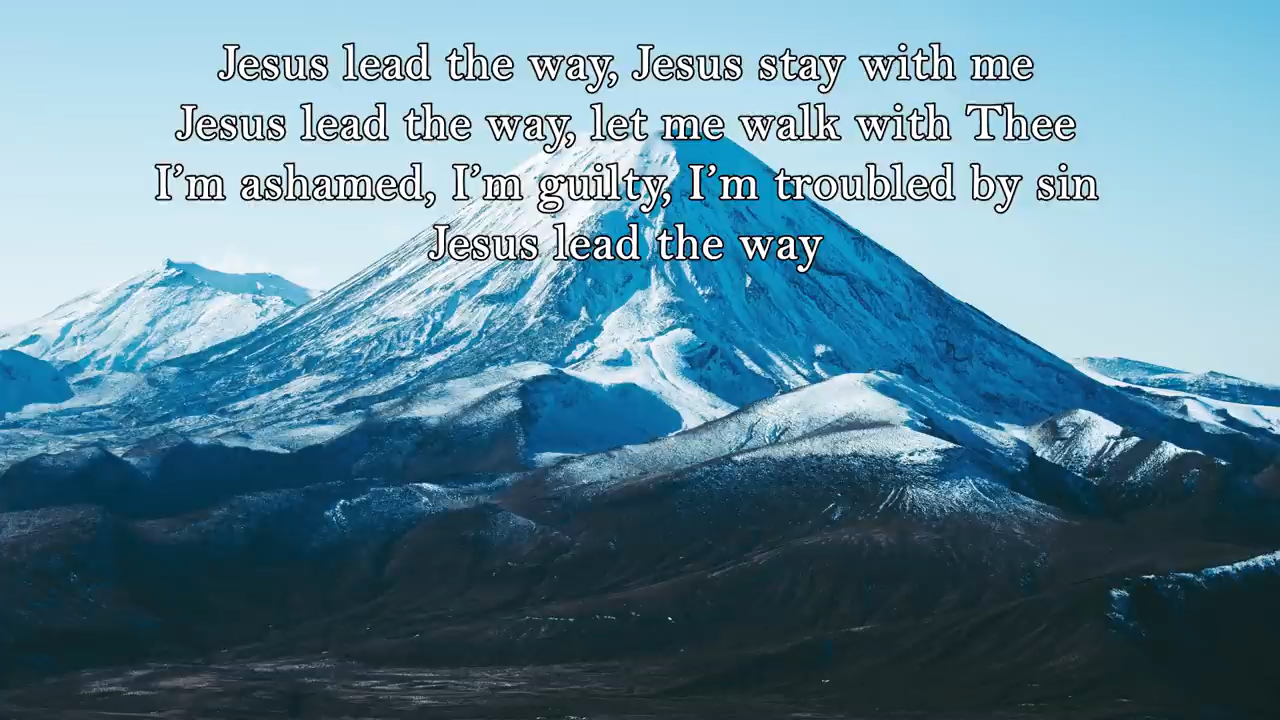 Jesus lead the way, Jesus stay with me
Jesus lead the way, let me walk with Thee
I’m ashamed, I’m guilty, I’m troubled by sin
Jesus lead the way